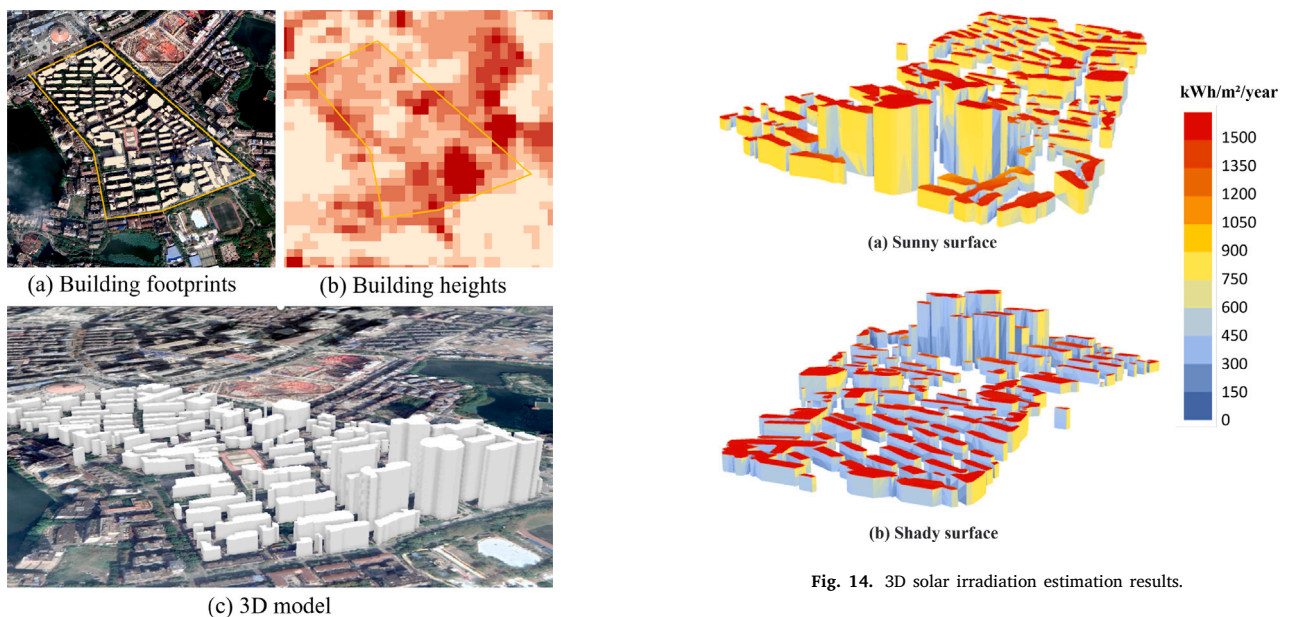 (a) Building footprints
(b) Building heights
(c) 3D model
kWh/m²/year
1500
1350
1200
1050
900
750
600
450
300
150
0
(a) Sunny surface
(b) Shady surface
Fig. 14. 3D solar irradiation estimation results.